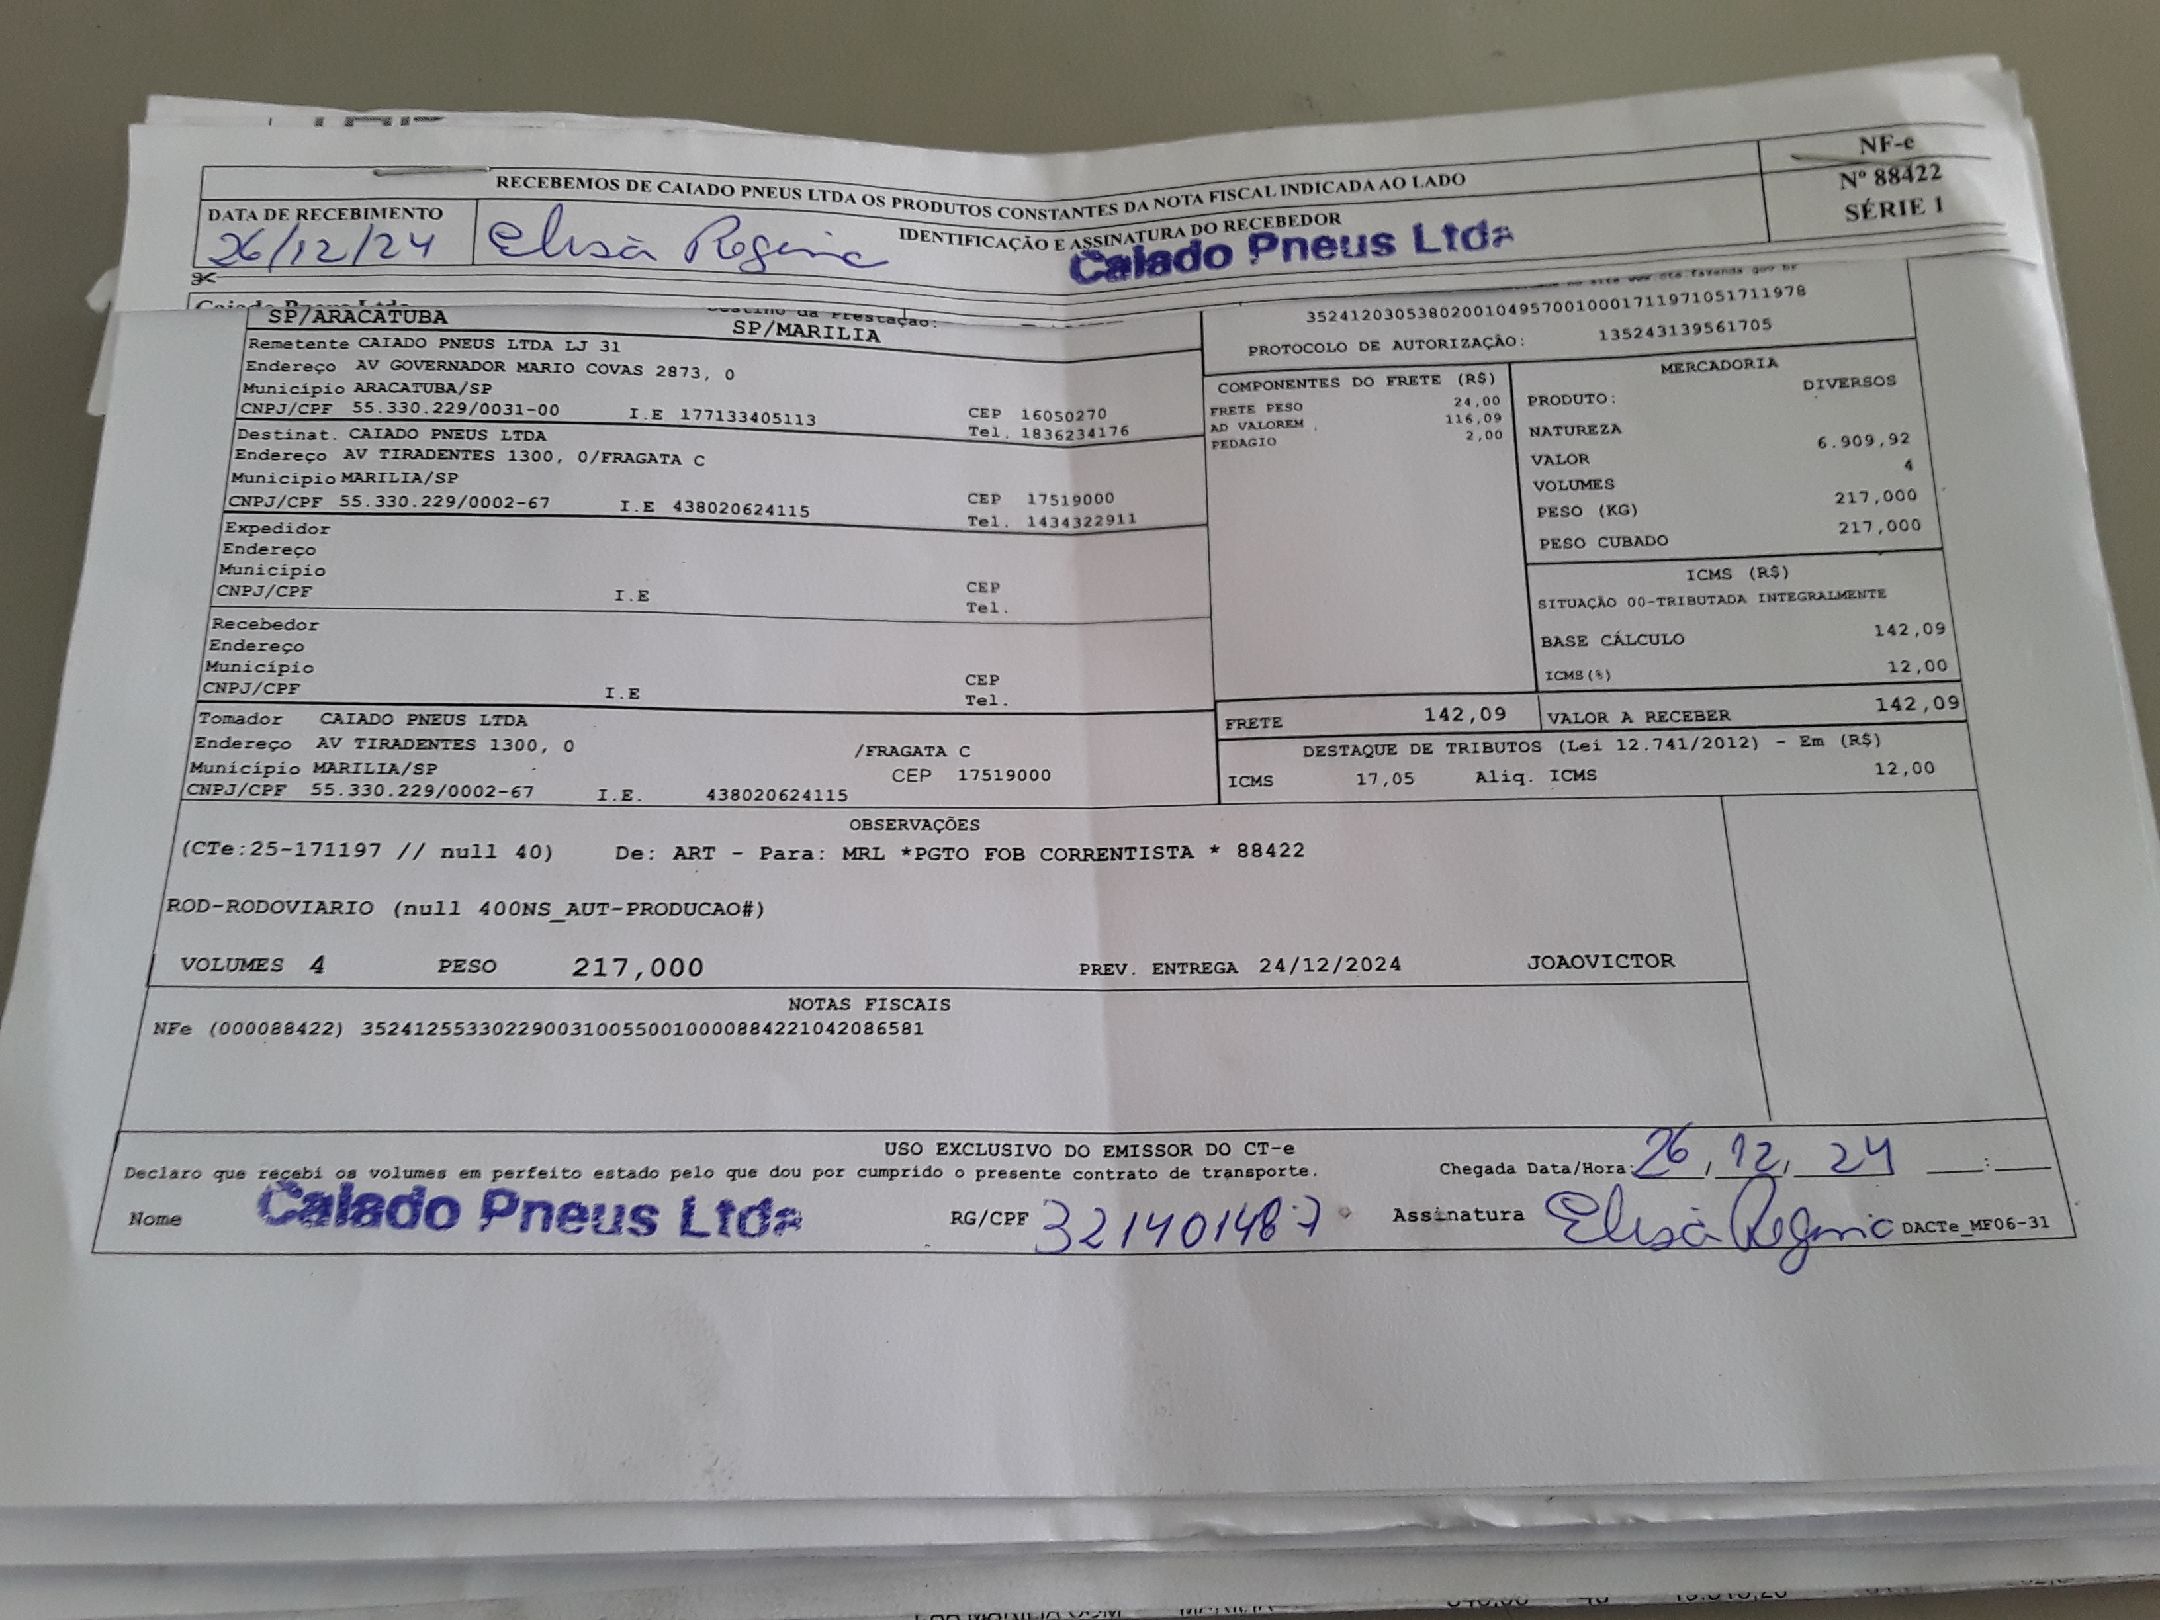 RECEBEMOS DE CAIADO PNEUS LTDA OS PRODUTOS CONSTANTES DA NOTA FISCAL INDICADA AO LADO
NF-e
Nº 88422
SÉRIE 1
DATA DE RECEBIMENTO
26/12/24
IDENTIFICAÇÃO E ASSINATURA DO RECEBEDOR
Elisa Regina
Caiado Pneus Ltda
Caiado Pneus Ltda
SP/ARACATUBA
Destino da Prestação:
SP/MARILIA
Remetente CAIADO PNEUS LTDA LJ 31
Endereço AV GOVERNADOR MARIO COVAS 2873, 0
Município ARACATUBA/SP
CNPJ/CPF 55.330.229/0031-00 I.E 177133405113 CEP 16050270
Tel. 1836234176
Destinat. CAIADO PNEUS LTDA
Endereço AV TIRADENTES 1300, 0/FRAGATA C
Município MARILIA/SP
CNPJ/CPF 55.330.229/0002-67 I.E 438020624115 CEP 17519000
Tel. 1434322911
Expedidor
Endereço
Município
CNPJ/CPF I.E CEP
Tel.
Recebedor
Endereço
Município
CNPJ/CPF I.E CEP
Tel.
Tomador CAIADO PNEUS LTDA
Endereço AV TIRADENTES 1300, 0 /FRAGATA C
Município MARILIA/SP CEP 17519000
CNPJ/CPF 55.330.229/0002-67 I.E. 438020624115
35241203053802001049570010001711971051711978
PROTOCOLO DE AUTORIZAÇÃO: 135243139561705
COMPONENTES DO FRETE (R$)
FRETE PESO 24,00
AD VALOREM 116,09
PEDAGIO 2,00
MERCADORIA
PRODUTO: DIVERSOS
NATUREZA
VALOR 6.909,92
VOLUMES 4
PESO (KG) 217,000
PESO CUBADO 217,000
ICMS (R$)
SITUAÇÃO 00-TRIBUTADA INTEGRALMENTE
BASE CÁLCULO 142,09
ICMS(%) 12,00
FRETE 142,09 VALOR A RECEBER 142,09
DESTAQUE DE TRIBUTOS (Lei 12.741/2012) - Em (R$)
ICMS 17,05 Aliq. ICMS 12,00
OBSERVAÇÕES
(CTe:25-171197 // null 40) De: ART - Para: MRL *PGTO FOB CORRENTISTA * 88422
ROD-RODOVIARIO (null 400NS_AUT-PRODUCAO#)
VOLUMES 4 PESO 217,000 PREV. ENTREGA 24/12/2024 JOAOVICTOR
NOTAS FISCAIS
NFe (000088422) 35241255330229003100550010000884221042086581
USO EXCLUSIVO DO EMISSOR DO CT-e
Declaro que recebi os volumes em perfeito estado pelo que dou por cumprido o presente contrato de transporte.
Chegada Data/Hora: 26, 12, 24 :
Nome Caiado Pneus Ltda RG/CPF 321401487 Assinatura Elisa Regina DACTe_MF06-31